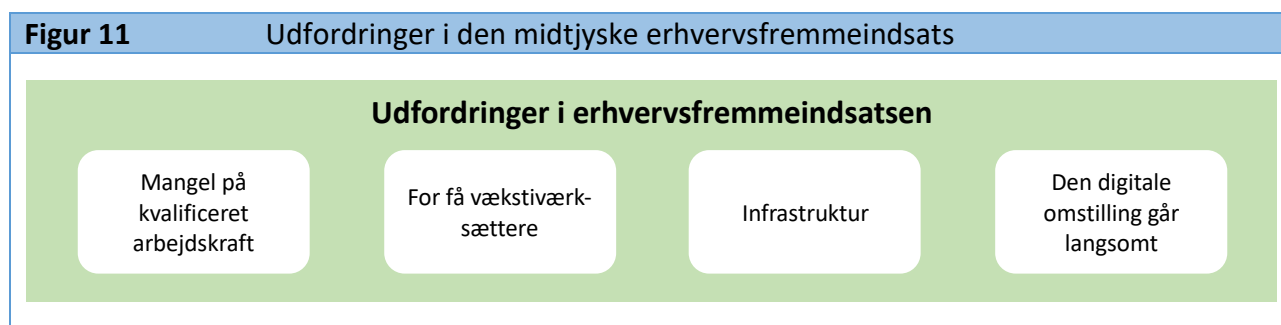 Figur 11 Udfordringer i den midtjyske erhvervsfremmeindsats
Udfordringer i erhvervsfremmeindsatsen
Mangel på
kvalificeret
arbejdskraft
For få vækstiværk-
sættere
Infrastruktur
Den digitale
omstilling går
langsomt